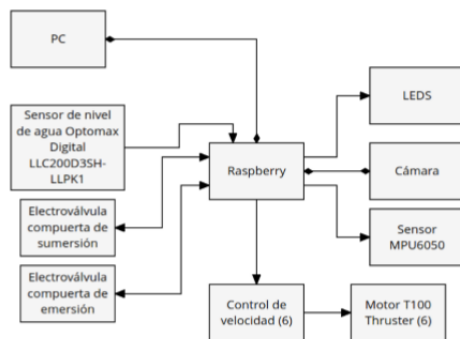 PC
LEDS
Sensor de nivel
de agua Optomax
Digital
LLC200D3SH-
LLPK1
Raspberry
Cámara
Electroválvula
compuerta de
sumersión
Sensor
MPU6050
Electroválvula
compuerta de
emersión
Control de
velocidad (6)
Motor T100
Thruster (6)